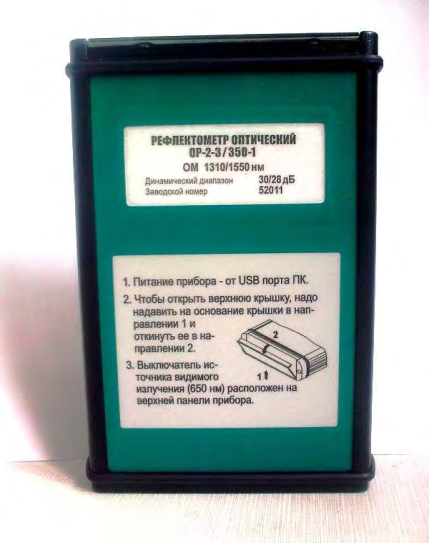 РЕФЛЕКТОМЕТР ОПТИЧЕСКИЙ
ОР-2-3/350-1
ОМ 1310/1550 нм
Динамический диапазон 30/28 дБ
Заводской номер 52011
1. Питание прибора - от USB порта ПК.
2. Чтобы открыть верхнюю крышку, надо
надавить на основание крышки в нап-
равлении 1 и
откинуть ее в на-
правлении 2.
3. Выключатель ис-
точника видимого
излучения (650 нм) расположен на
верхней панели прибора.
2
1